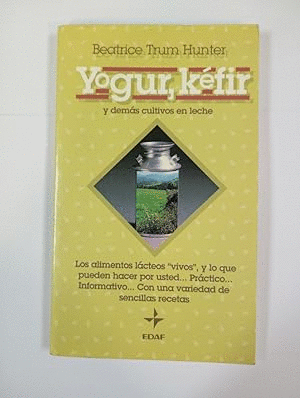 Beatrice Trum Hunter
Yogur, kéfir
y demás cultivos en leche
Los alimentos lácteos "vivos", y lo que
pueden hacer por usted... Práctico...
Informativo... Con una variedad de
sencillas recetas
EDAF